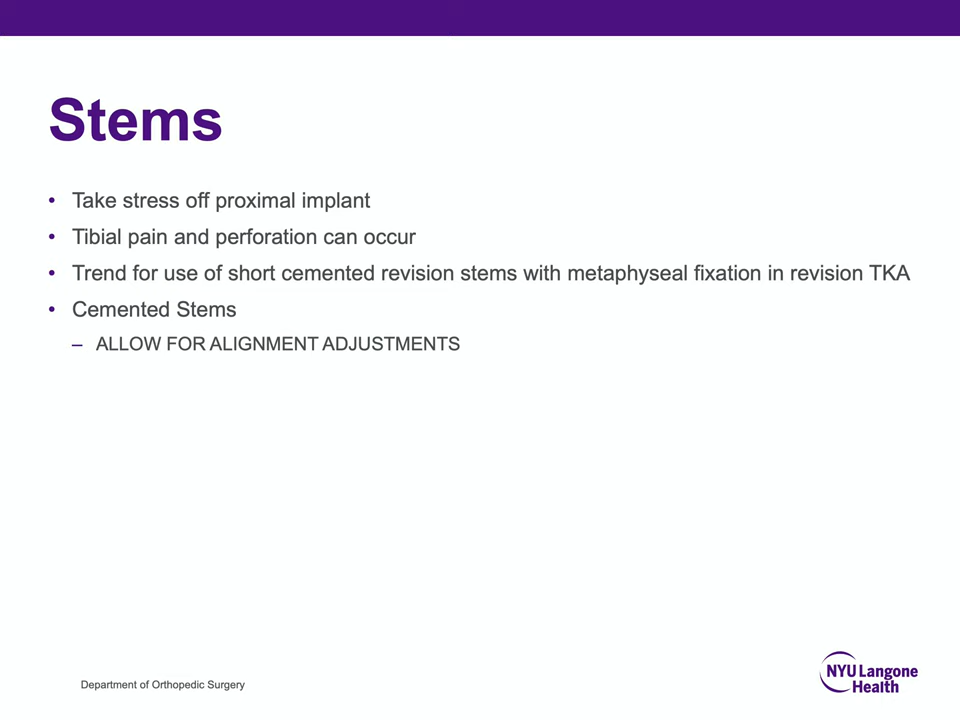 Stems
• Take stress off proximal implant
• Tibial pain and perforation can occur
• Trend for use of short cemented revision stems with metaphyseal fixation in revision TKA
• Cemented Stems
– ALLOW FOR ALIGNMENT ADJUSTMENTS
Department of Orthopedic Surgery
NYU Langone
Health